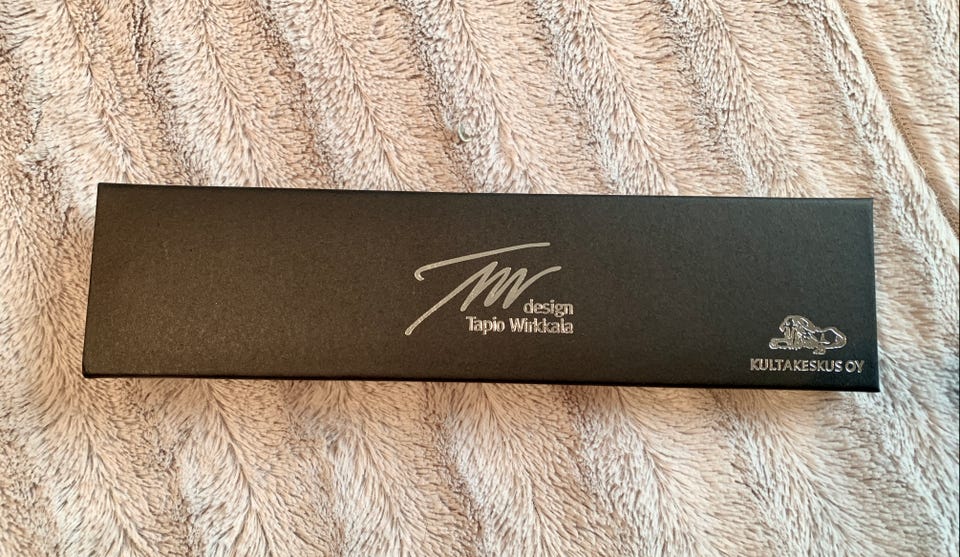 TW
design
Tapio Wirkkala
KULTAKESKUS OY